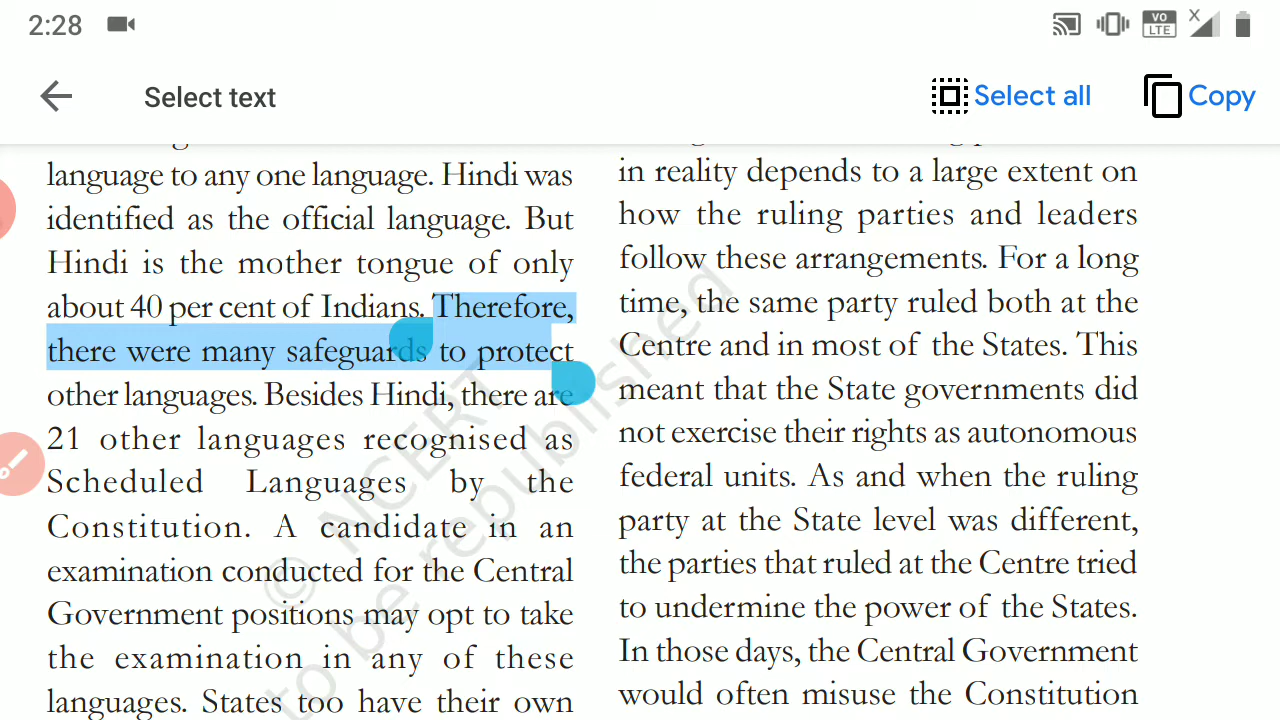 2:28
VO
LTE
X
Select text
Select all
Copy
language to any one language. Hindi was
identified as the official language. But
Hindi is the mother tongue of only
about 40 per cent of Indians. Therefore,
there were many safeguards to protect
other languages. Besides Hindi, there are
21 other languages recognised as
Scheduled Languages by the
Constitution. A candidate in an
examination conducted for the Central
Government positions may opt to take
the examination in any of these
languages. States too have their own
in reality depends to a large extent on
how the ruling parties and leaders
follow these arrangements. For a long
time, the same party ruled both at the
Centre and in most of the States. This
meant that the State governments did
not exercise their rights as autonomous
federal units. As and when the ruling
party at the State level was different,
the parties that ruled at the Centre tried
to undermine the power of the States.
In those days, the Central Government
would often misuse the Constitution
© NCERT
to be republished